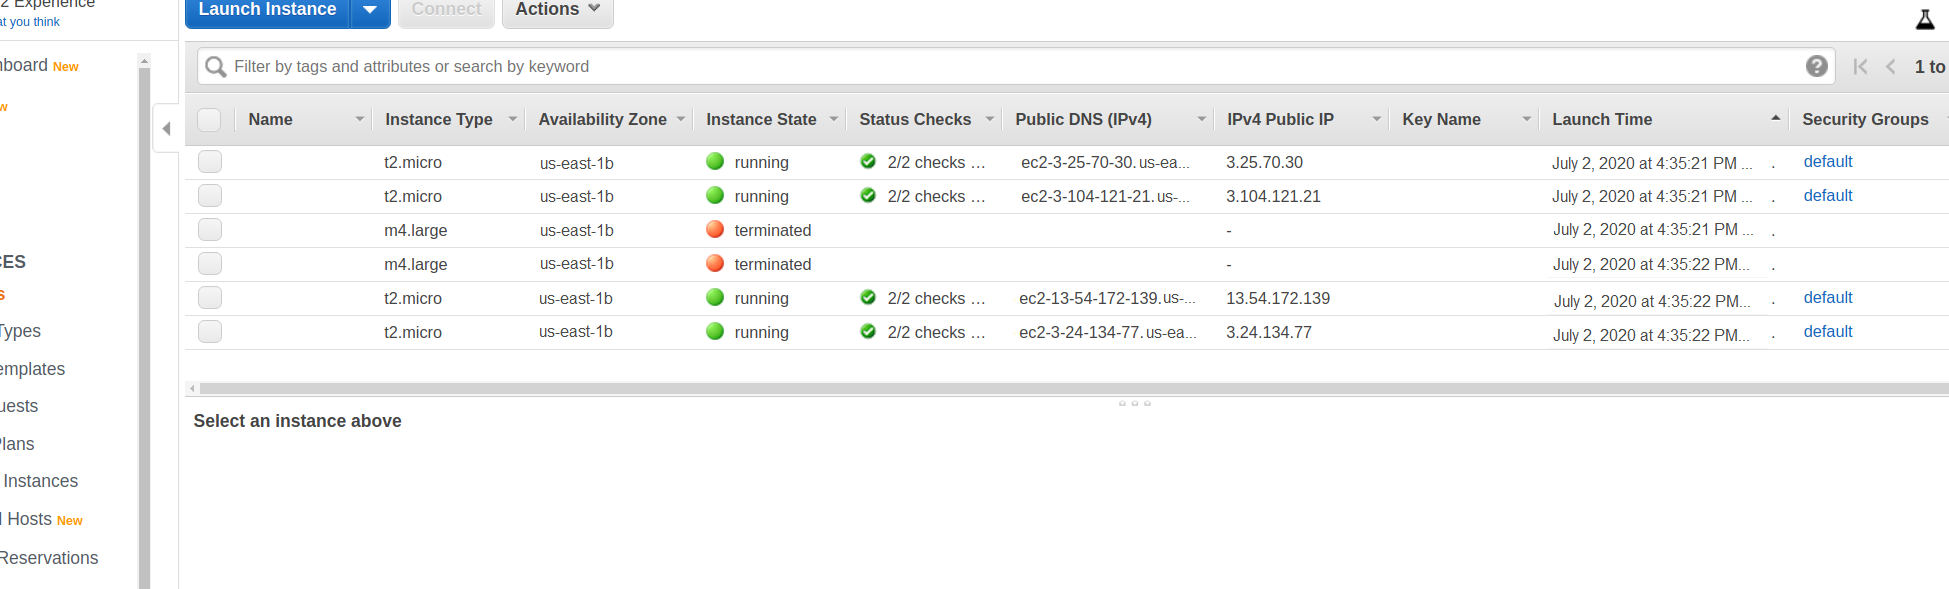 2 Experience
at you think
Launch Instance Connect Actions
board New
w
Filter by tags and attributes or search by keyword 1 to
Name Instance Type Availability Zone Instance State Status Checks Public DNS (IPv4) IPv4 Public IP Key Name Launch Time Security Groups
t2.micro us-east-1b running 2/2 checks ... ec2-3-25-70-30.us-ea... 3.25.70.30 July 2, 2020 at 4:35:21 PM ... . default
t2.micro us-east-1b running 2/2 checks ... ec2-3-104-121-21.us-... 3.104.121.21 July 2, 2020 at 4:35:21 PM ... . default
m4.large us-east-1b terminated - July 2, 2020 at 4:35:21 PM ... .
m4.large us-east-1b terminated - July 2, 2020 at 4:35:22 PM... .
t2.micro us-east-1b running 2/2 checks ... ec2-13-54-172-139.us-... 13.54.172.139 July 2, 2020 at 4:35:22 PM... . default
t2.micro us-east-1b running 2/2 checks ... ec2-3-24-134-77.us-ea... 3.24.134.77 July 2, 2020 at 4:35:22 PM... . default
CES
s
Types
emplates
uests
Plans
Instances
Hosts New
Reservations
Select an instance above